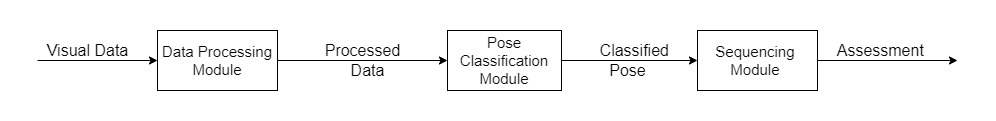 Visual Data
Data Processing
Module
Processed
Data
Pose
Classification
Module
Classified
Pose
Sequencing
Module
Assessment